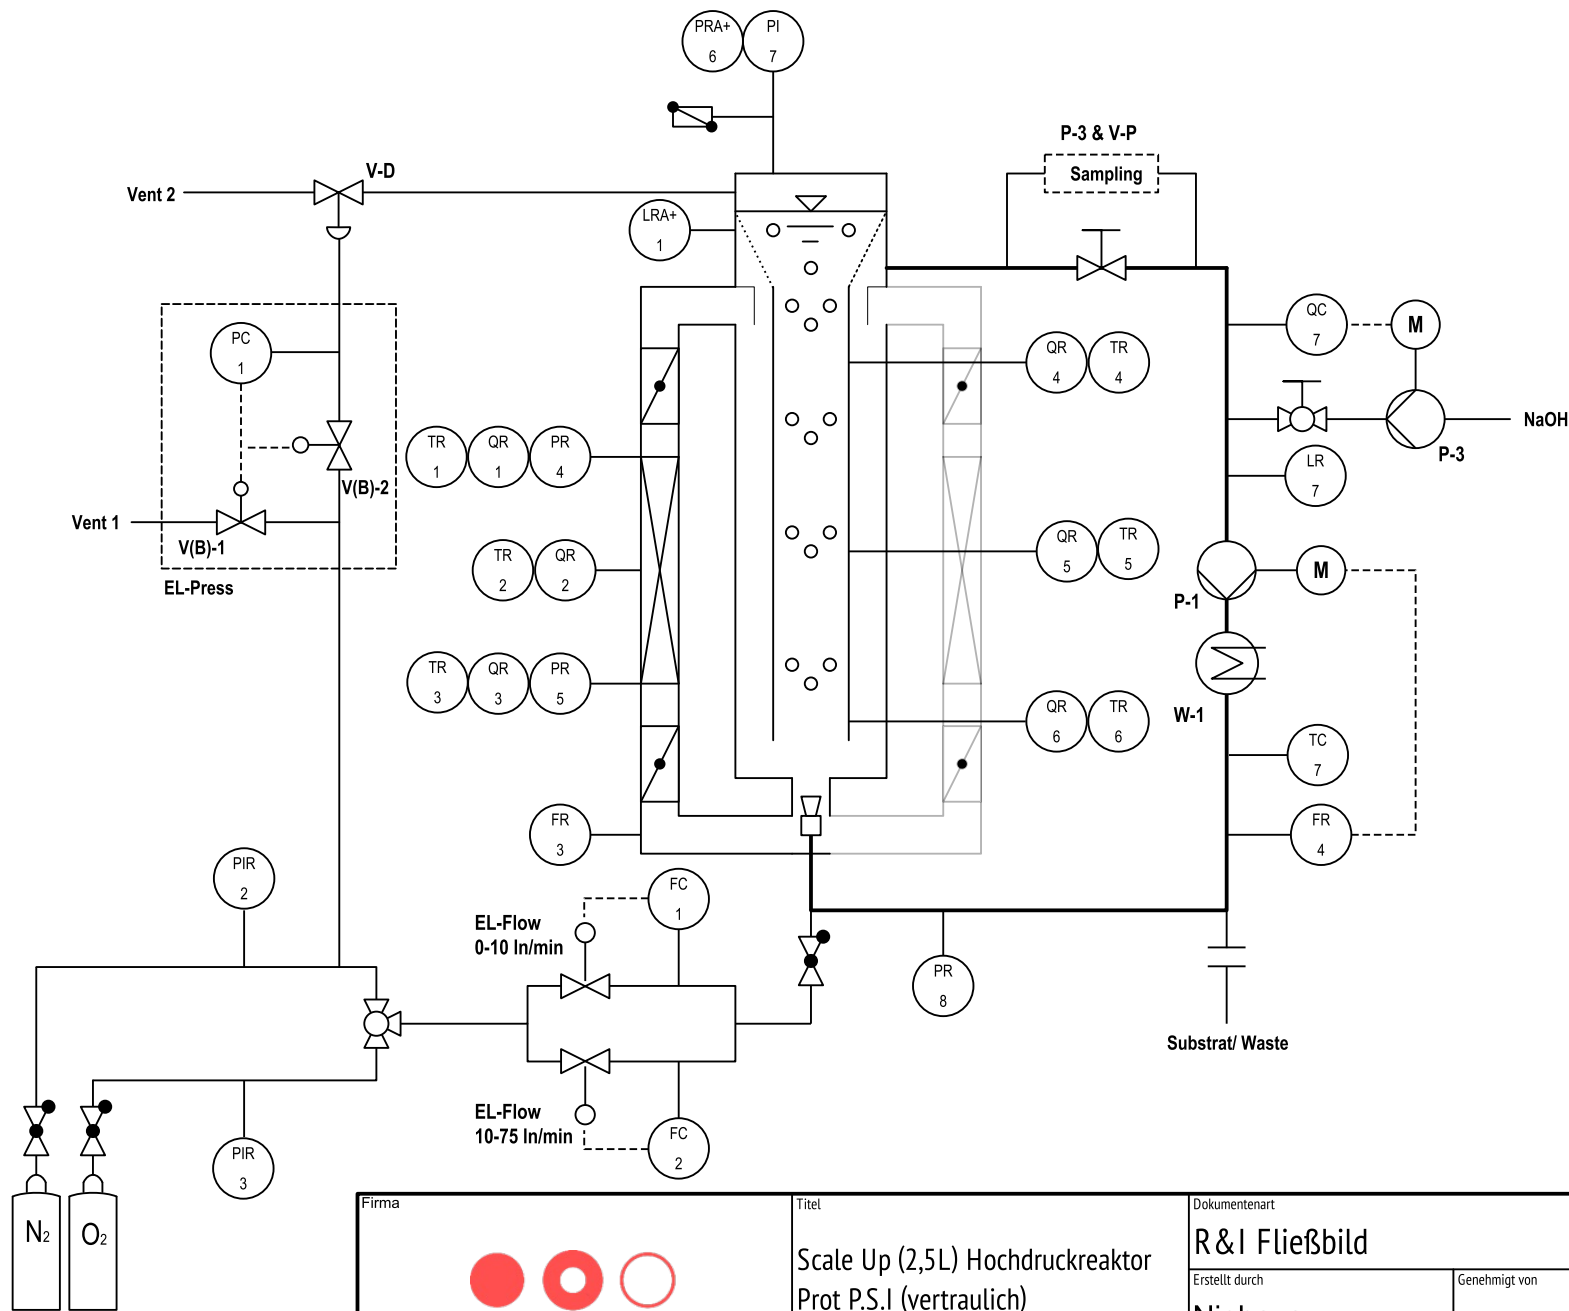 PRA+ PI
6 7
P-3 & V-P
Sampling
V-D
Vent 2
LRA+
1
PC
1
QC
7
M
QR TR
4 4
NaOH
P-3
TR QR PR
1 1 4
LR
7
V(B)-2
Vent 1
V(B)-1
EL-Press
TR QR
2 2
QR TR
5 5
M
P-1
TR QR PR
3 3 5
QR TR
6 6
W-1
TC
7
FR
3
FR
4
PIR
2
FC
1
EL-Flow
0-10 ln/min
PR
8
Substrat/ Waste
EL-Flow
10-75 ln/min
FC
2
PIR
3
N2
O2
Firma
Titel
Scale Up (2,5L) Hochdruckreaktor
Prot P.S.I (vertraulich)
Dokumentenart
R&I Fließbild
Erstellt durch
Genehmigt von